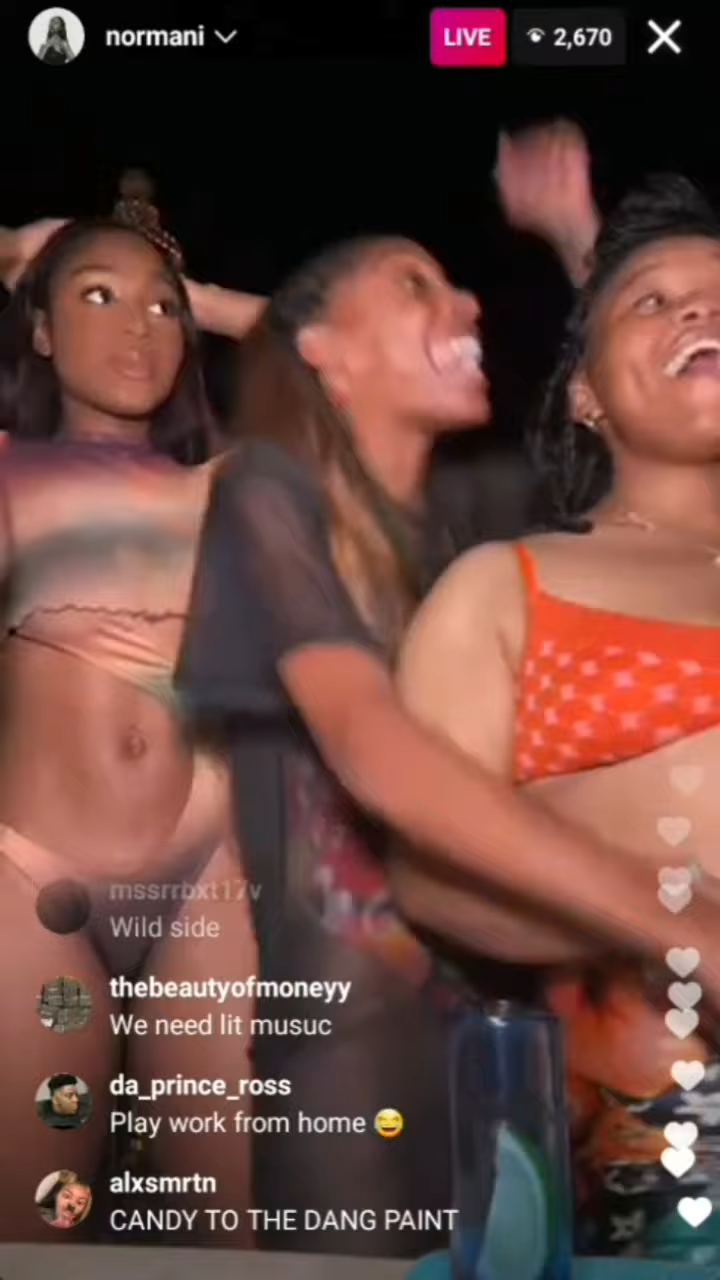 normani
LIVE
2,670
mssrrbxt17v
Wild side
thebeautyofmoneyy
We need lit musuc
da_prince_ross
Play work from home 😂
alxsmrtn
CANDY TO THE DANG PAINT